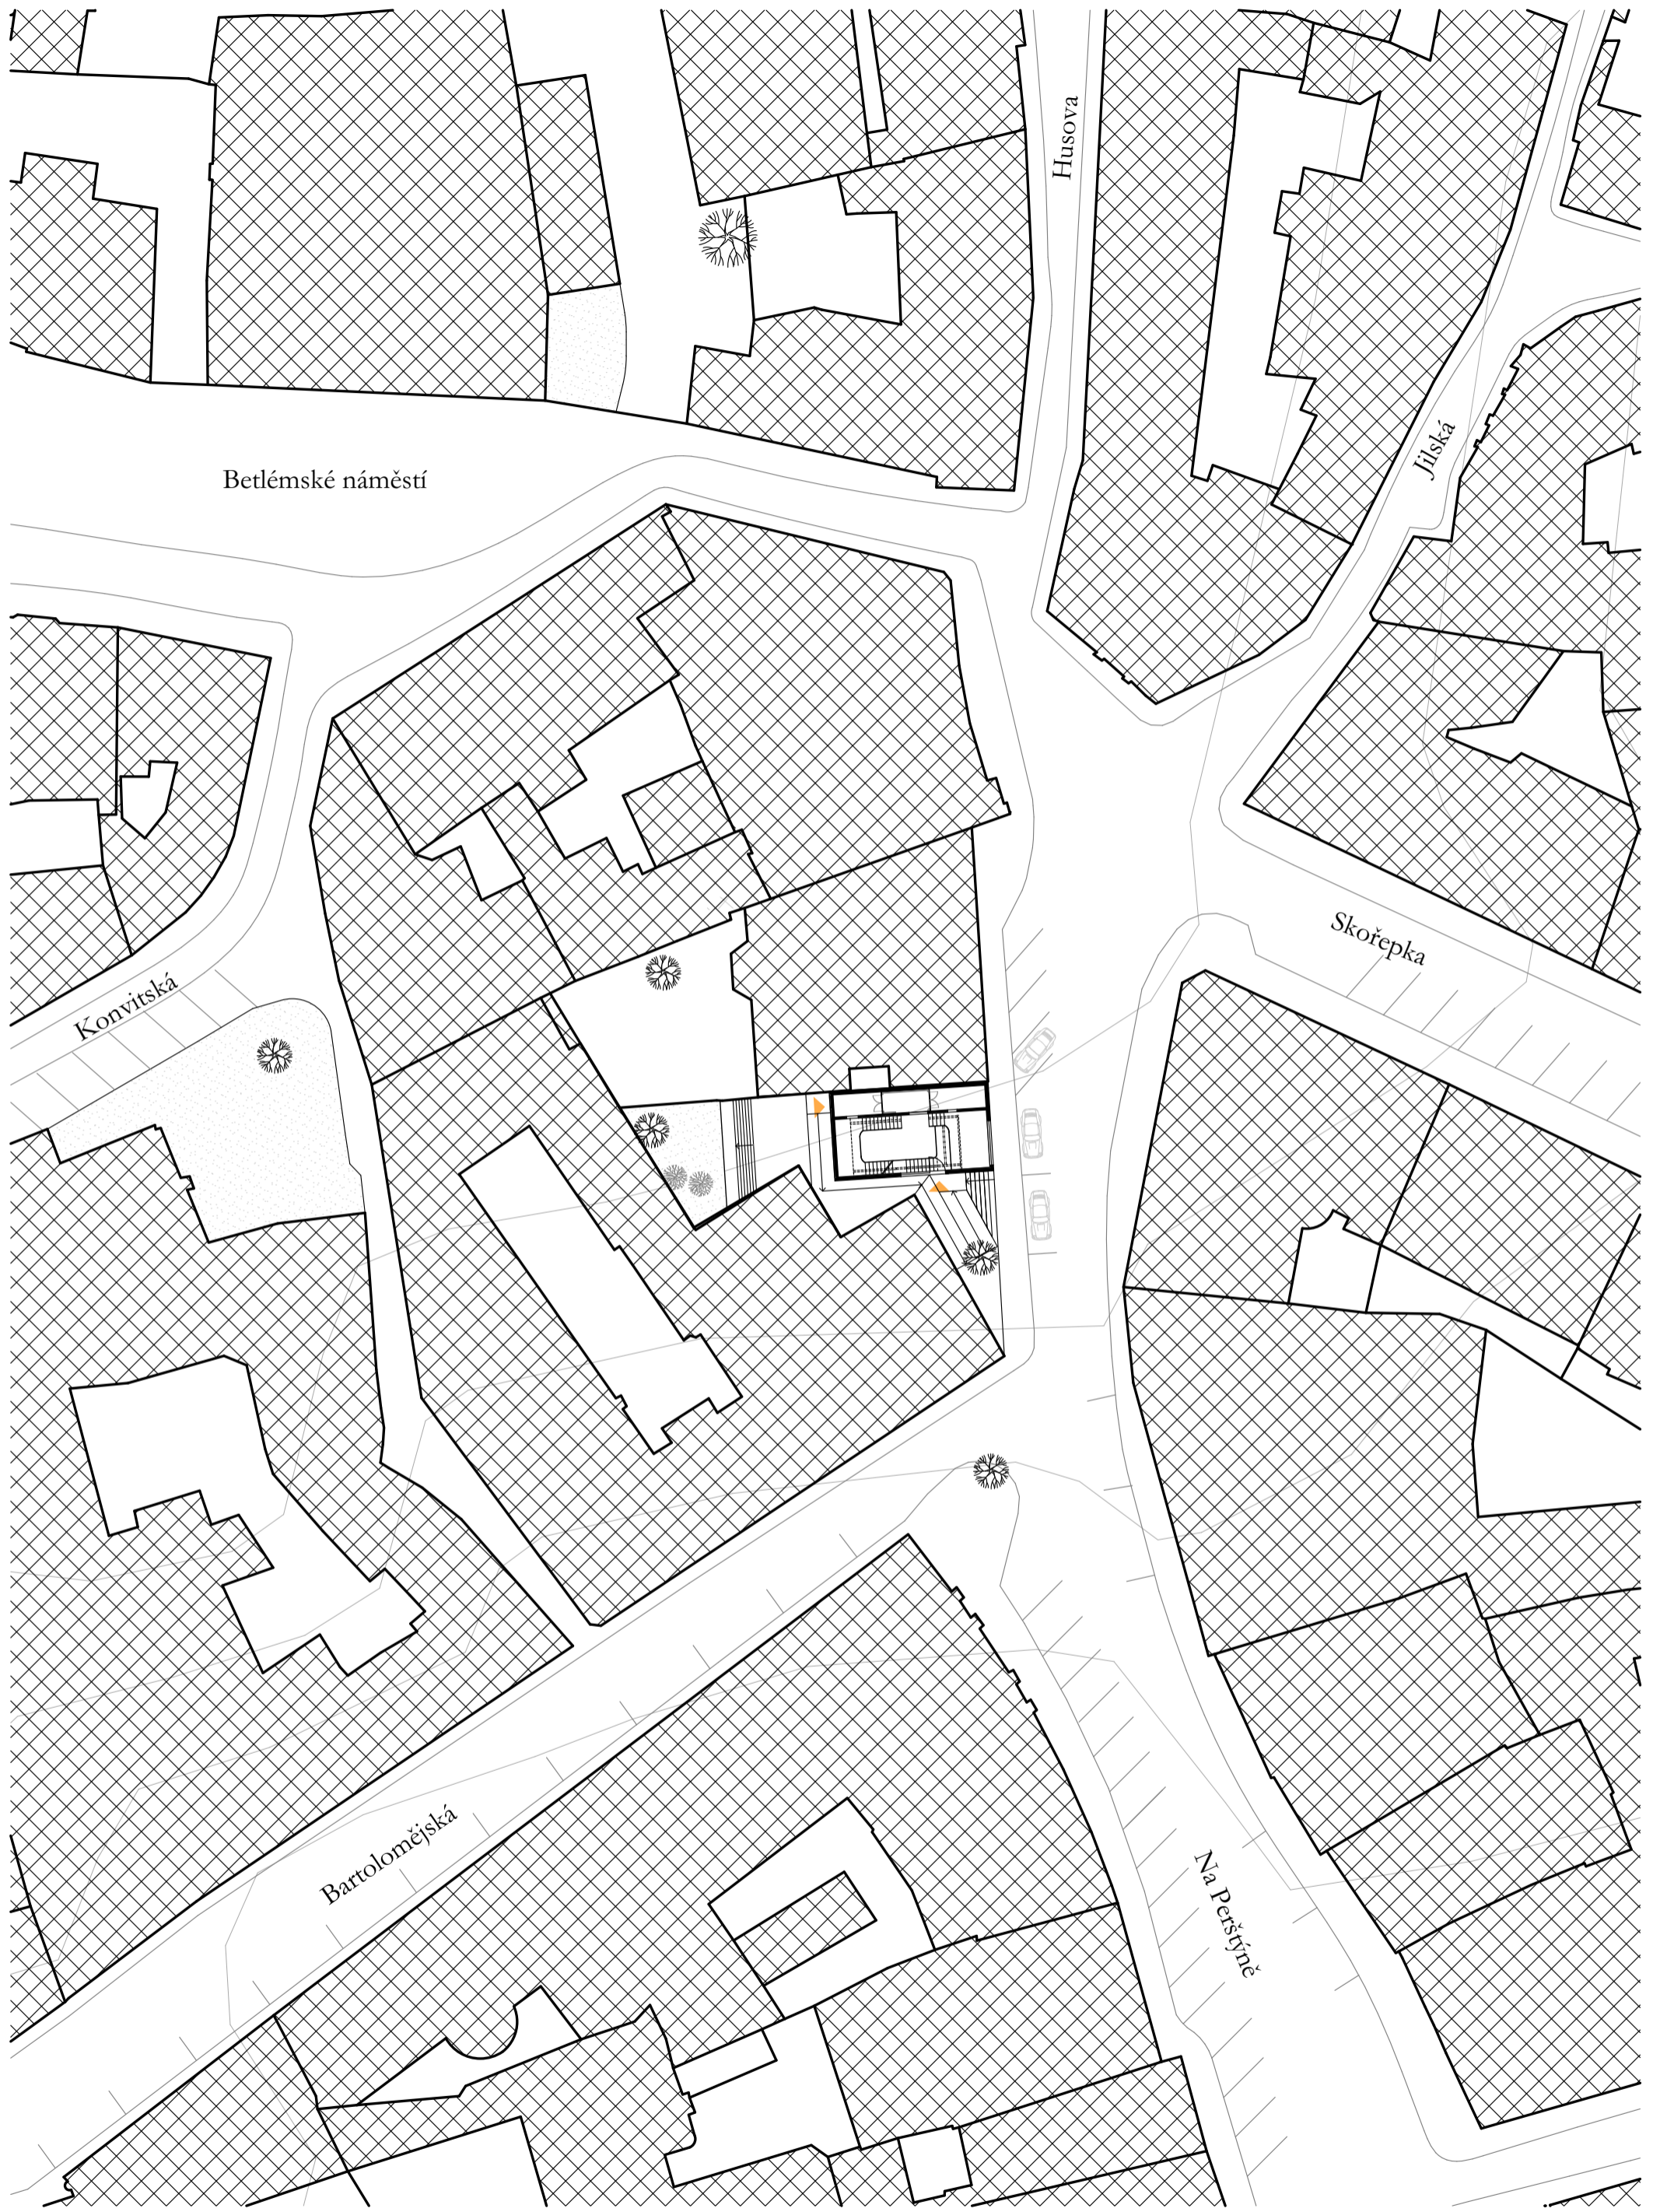 Husova
Jilská
Betlémské náměstí
Skořepka
Konvitská
Bartolomějská
Na Perštýně